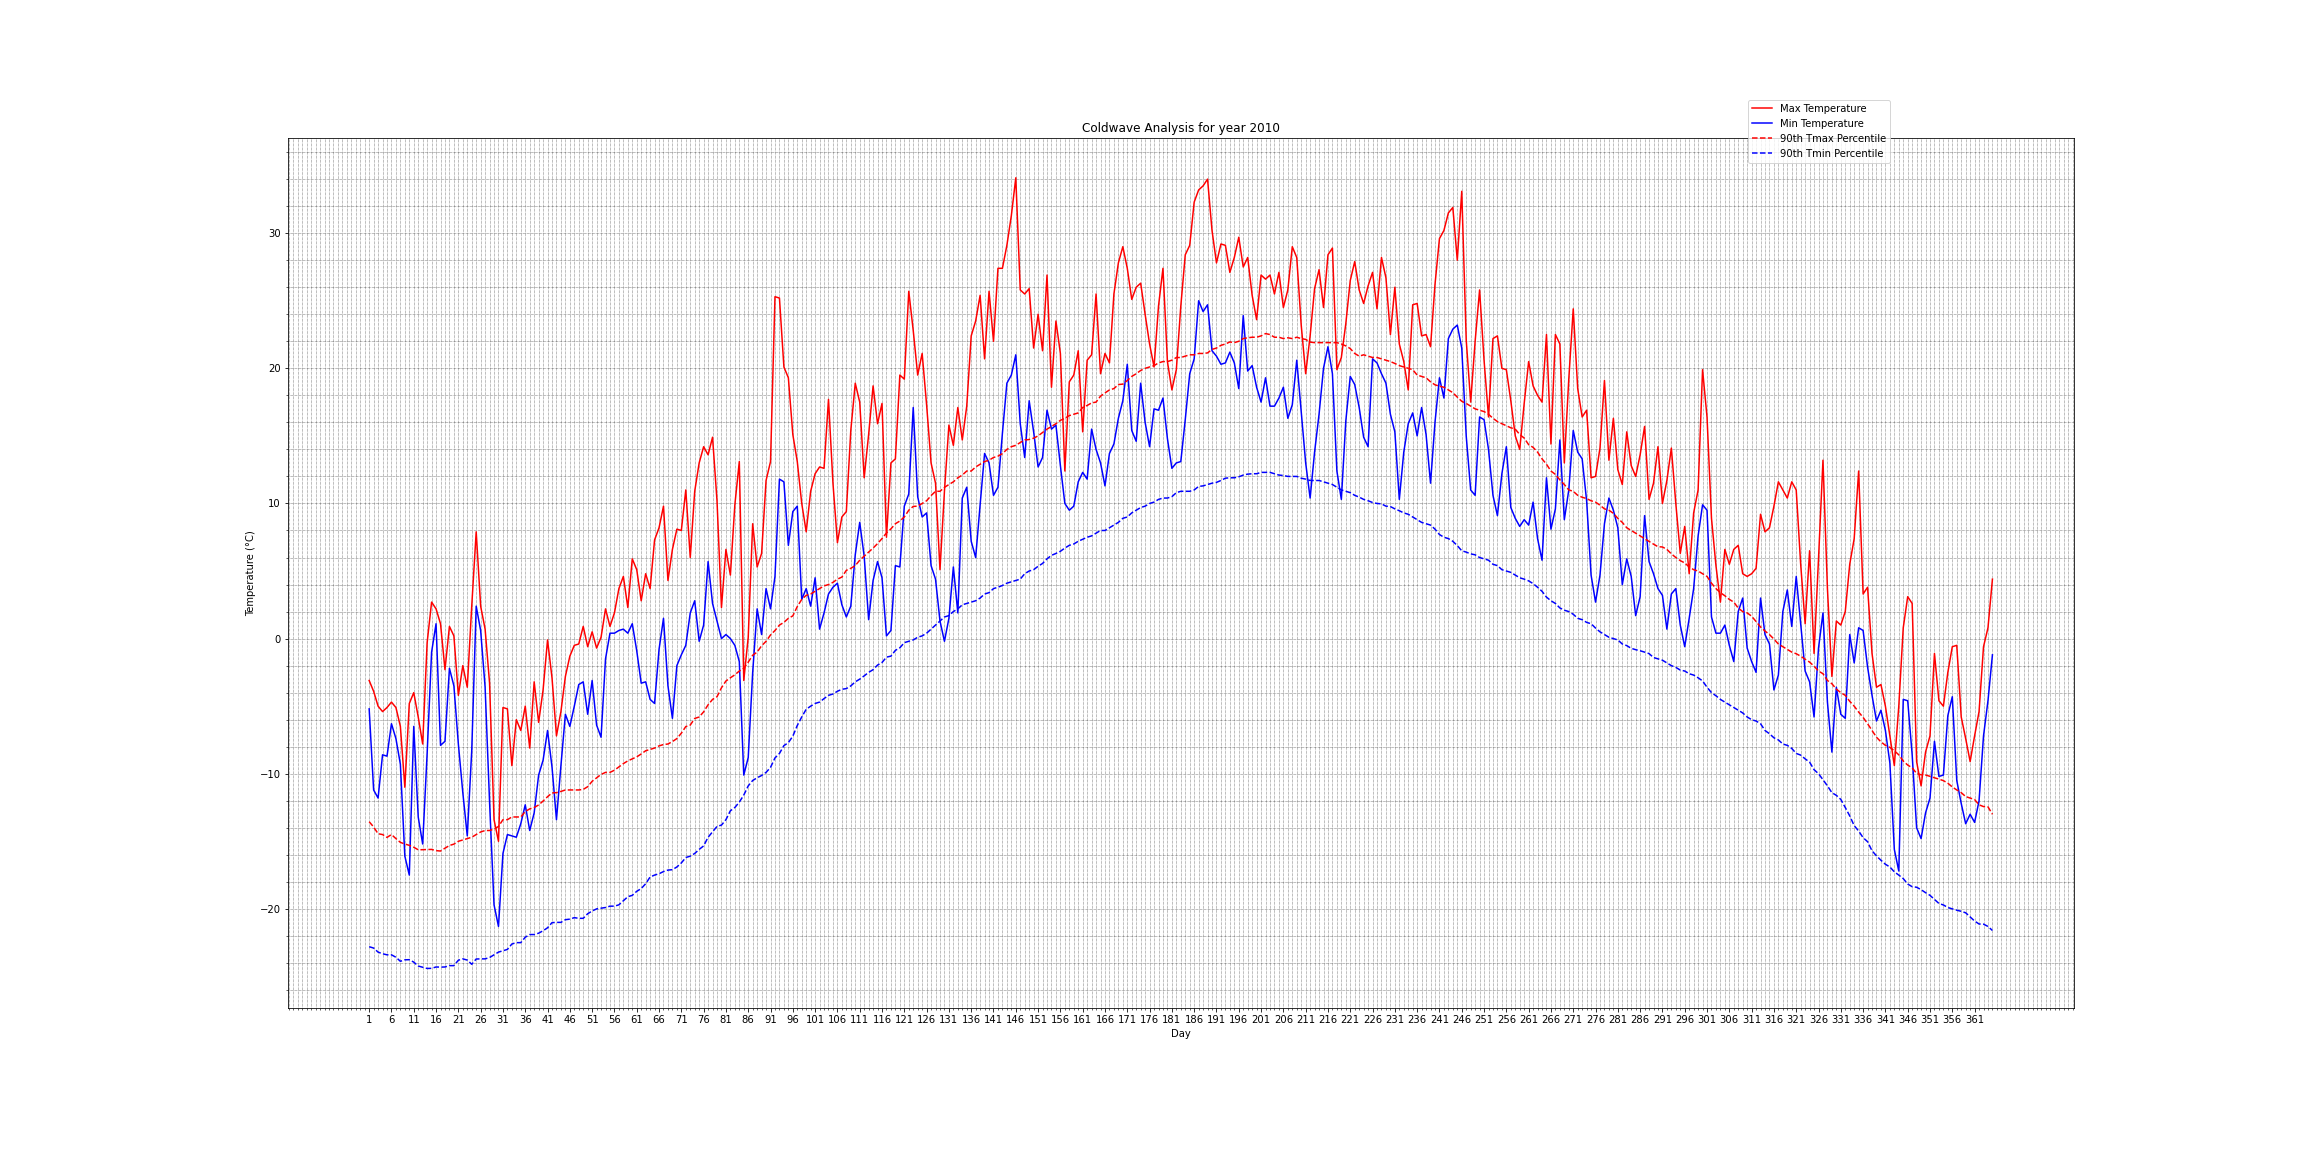 Max Temperature
Min Temperature
90th Tmax Percentile
90th Tmin Percentile
Coldwave Analysis for year 2010
Temperature (°C)
30
20
10
0
−10
−20
1 6 11 16 21 26 31 36 41 46 51 56 61 66 71 76 81 86 91 96 101 106 111 116 121 126 131 136 141 146 151 156 161 166 171 176 181 186 191 196 201 206 211 216 221 226 231 236 241 246 251 256 261 266 271 276 281 286 291 296 301 306 311 316 321 326 331 336 341 346 351 356 361
Day